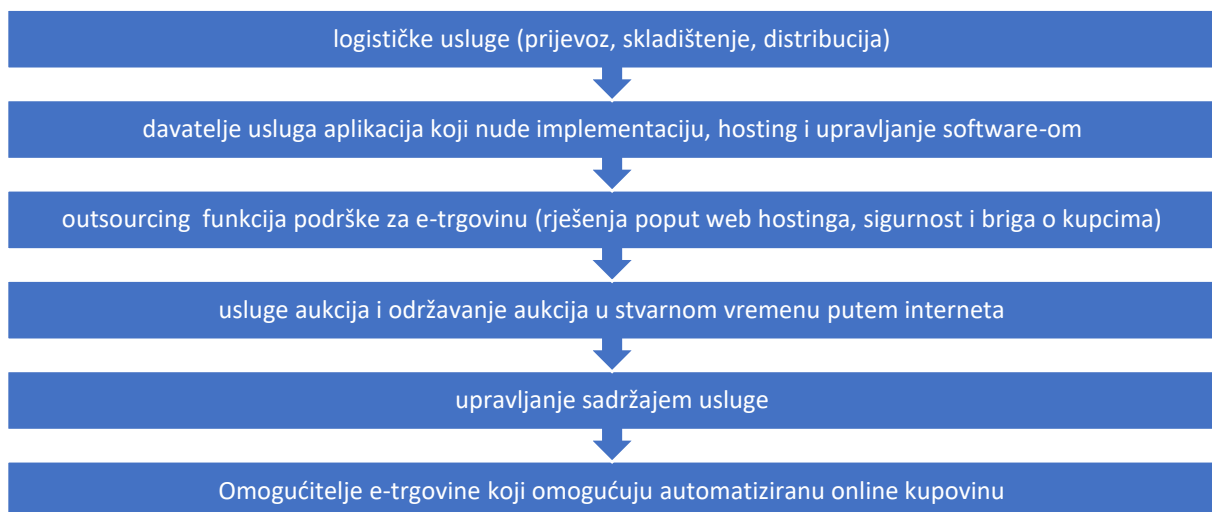 logističke usluge (prijevoz, skladištenje, distribucija)
davatelje usluga aplikacija koji nude implementaciju, hosting i upravljanje software-om
outsourcing funkcija podrške za e-trgovinu (rješenja poput web hostinga, sigurnost i briga o kupcima)
usluge aukcija i održavanje aukcija u stvarnom vremenu putem interneta
upravljanje sadržajem usluge
Omogućitelje e-trgovine koji omogućuju automatiziranu online kupovinu